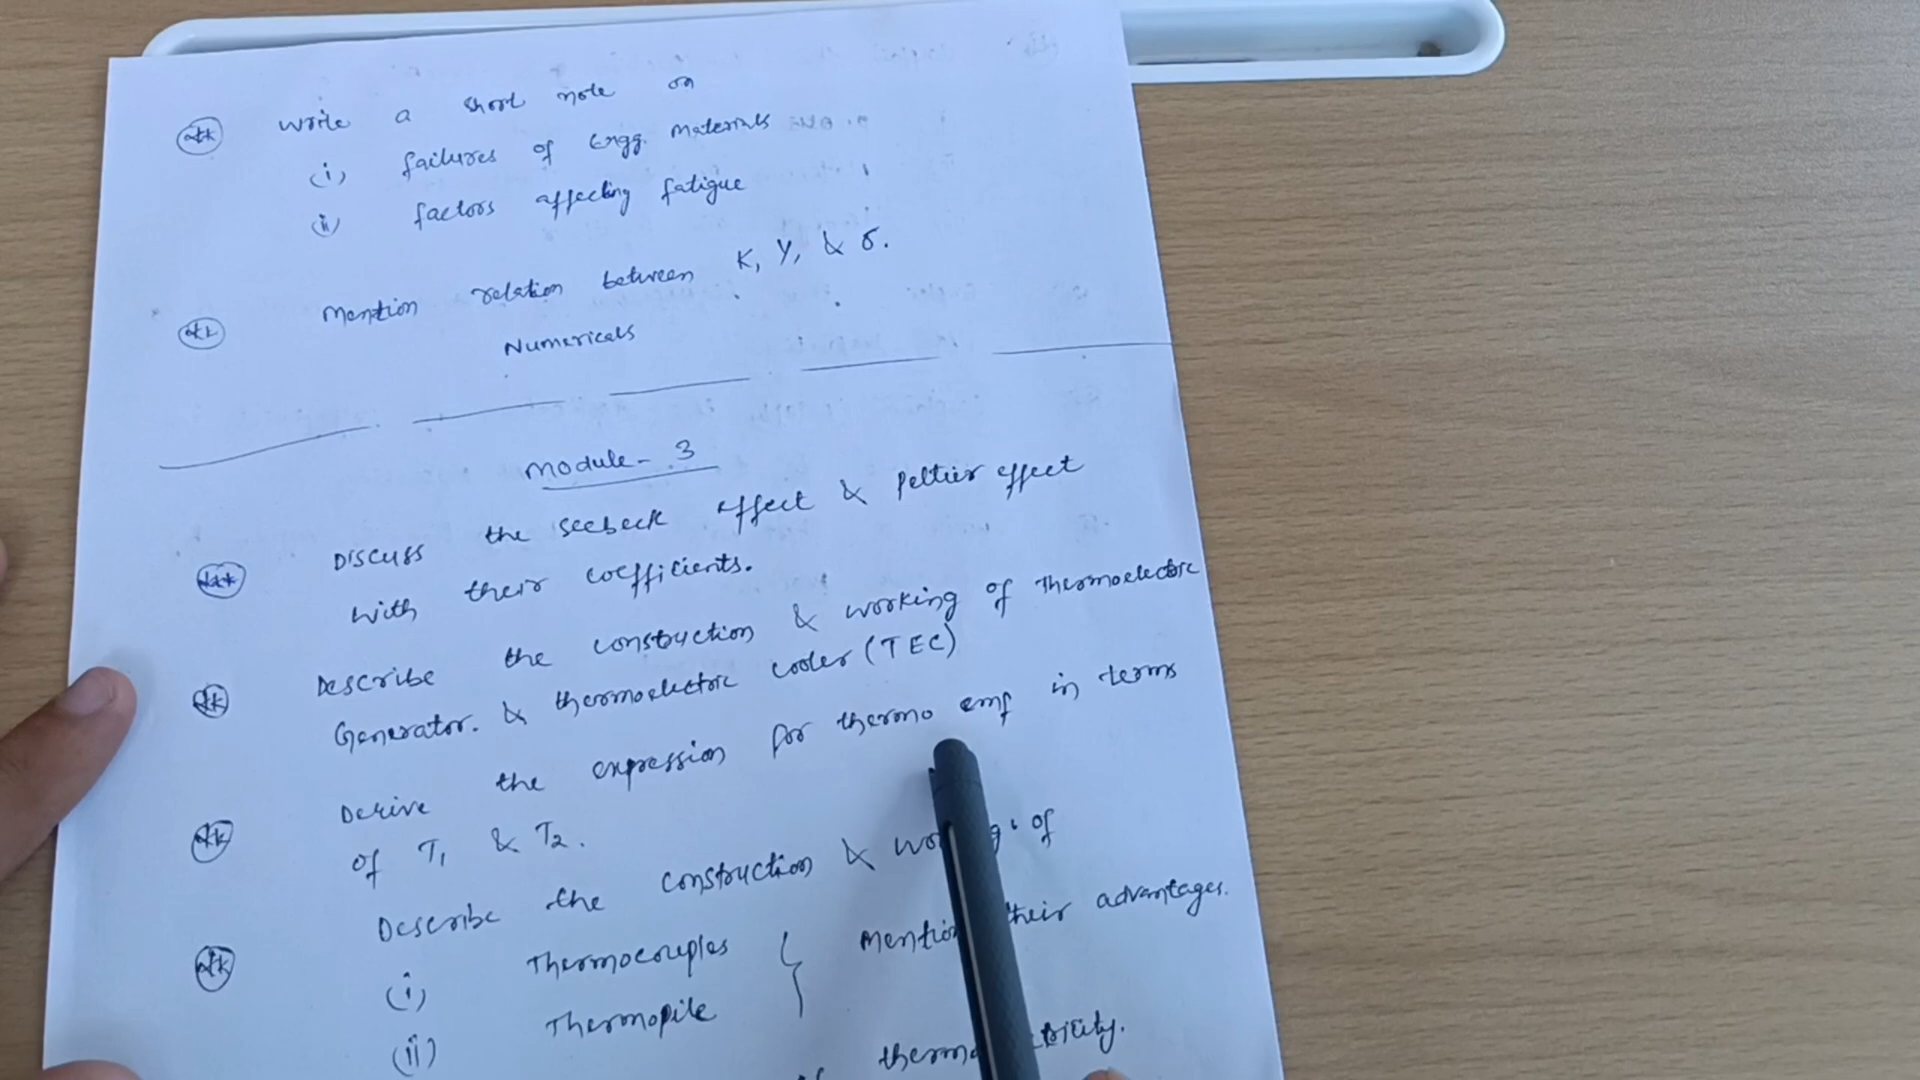 Write a short note on
(i) failures of Engg. Materials
(ii) factors affecting fatigue
Mention relation between K, Y, & σ.
Numericals
Module - 3
Discuss the seebeck effect & peltier effect
with their coefficients.
Describe the construction & working of Thermoelectric
Generator. & thermoelectric cooler (TEC)
Derive the expression for thermo emf in terms
of T1 & T2.
Describe the construction & of
(i) Thermocouples } Mention their advantages.
(ii) Thermopile